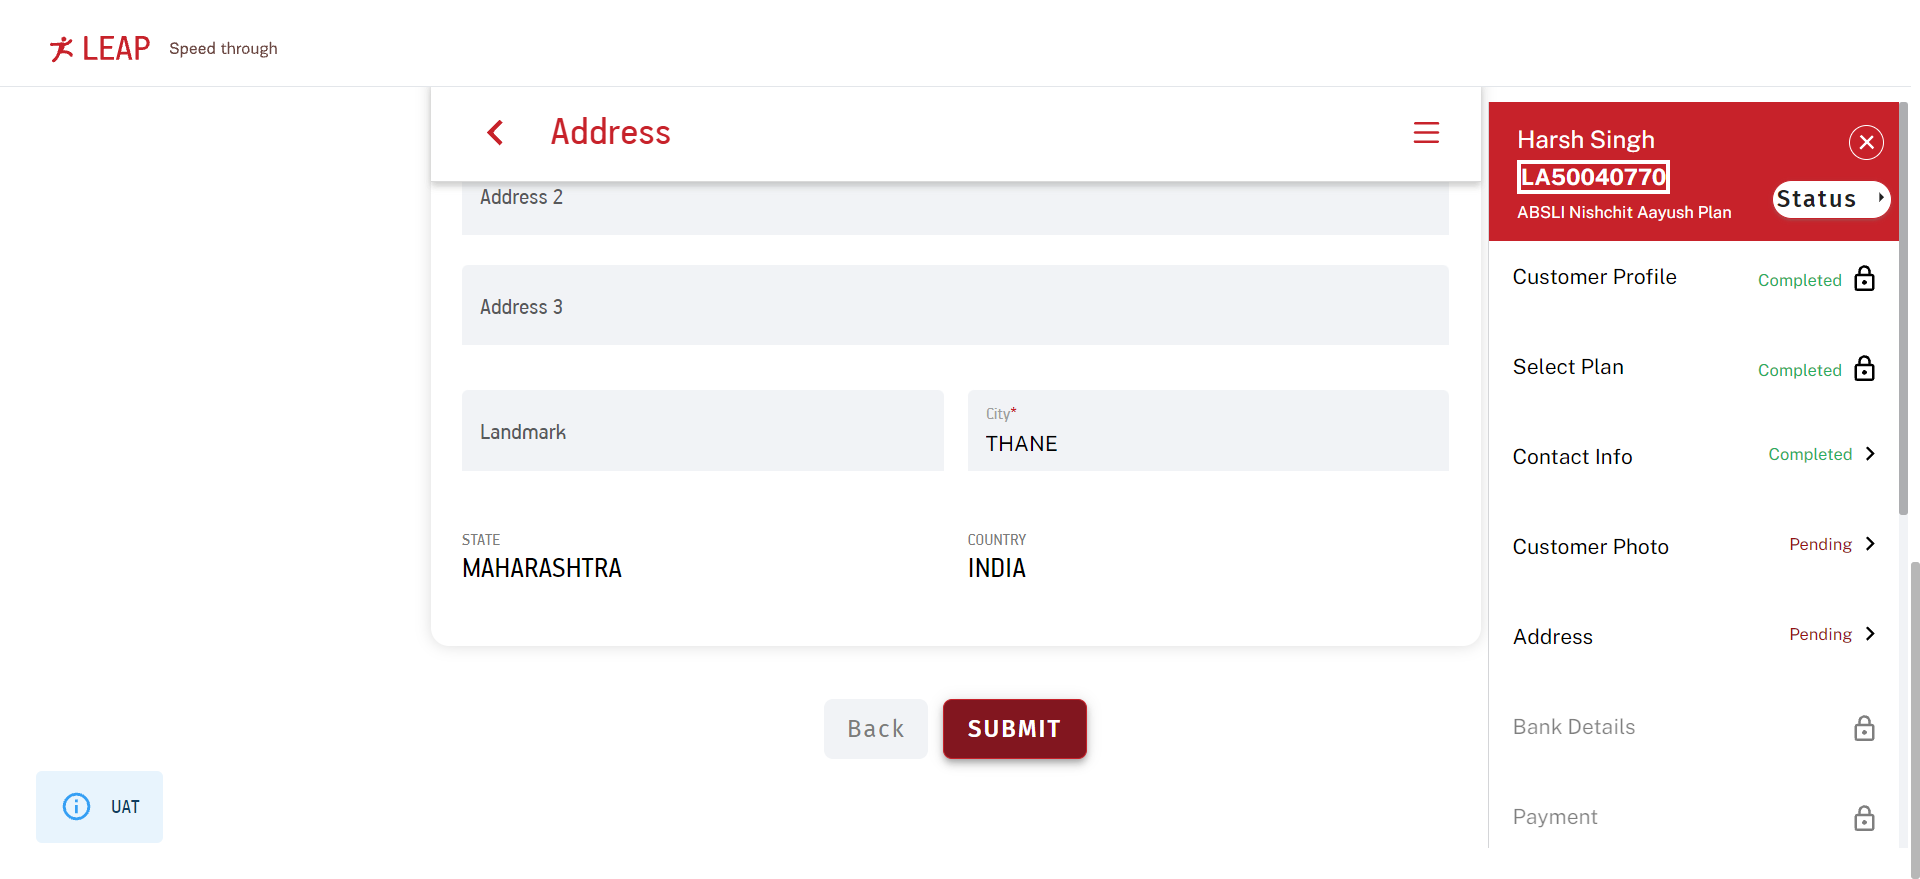 LEAP Speed through
Address
Address 2
Address 3
Landmark
City*
THANE
STATE
MAHARASHTRA
COUNTRY
INDIA
Back
SUBMIT
UAT
Harsh Singh
LA50040770
ABSLI Nishchit Aayush Plan
Status
Customer Profile Completed
Select Plan Completed
Contact Info Completed
Customer Photo Pending
Address Pending
Bank Details
Payment